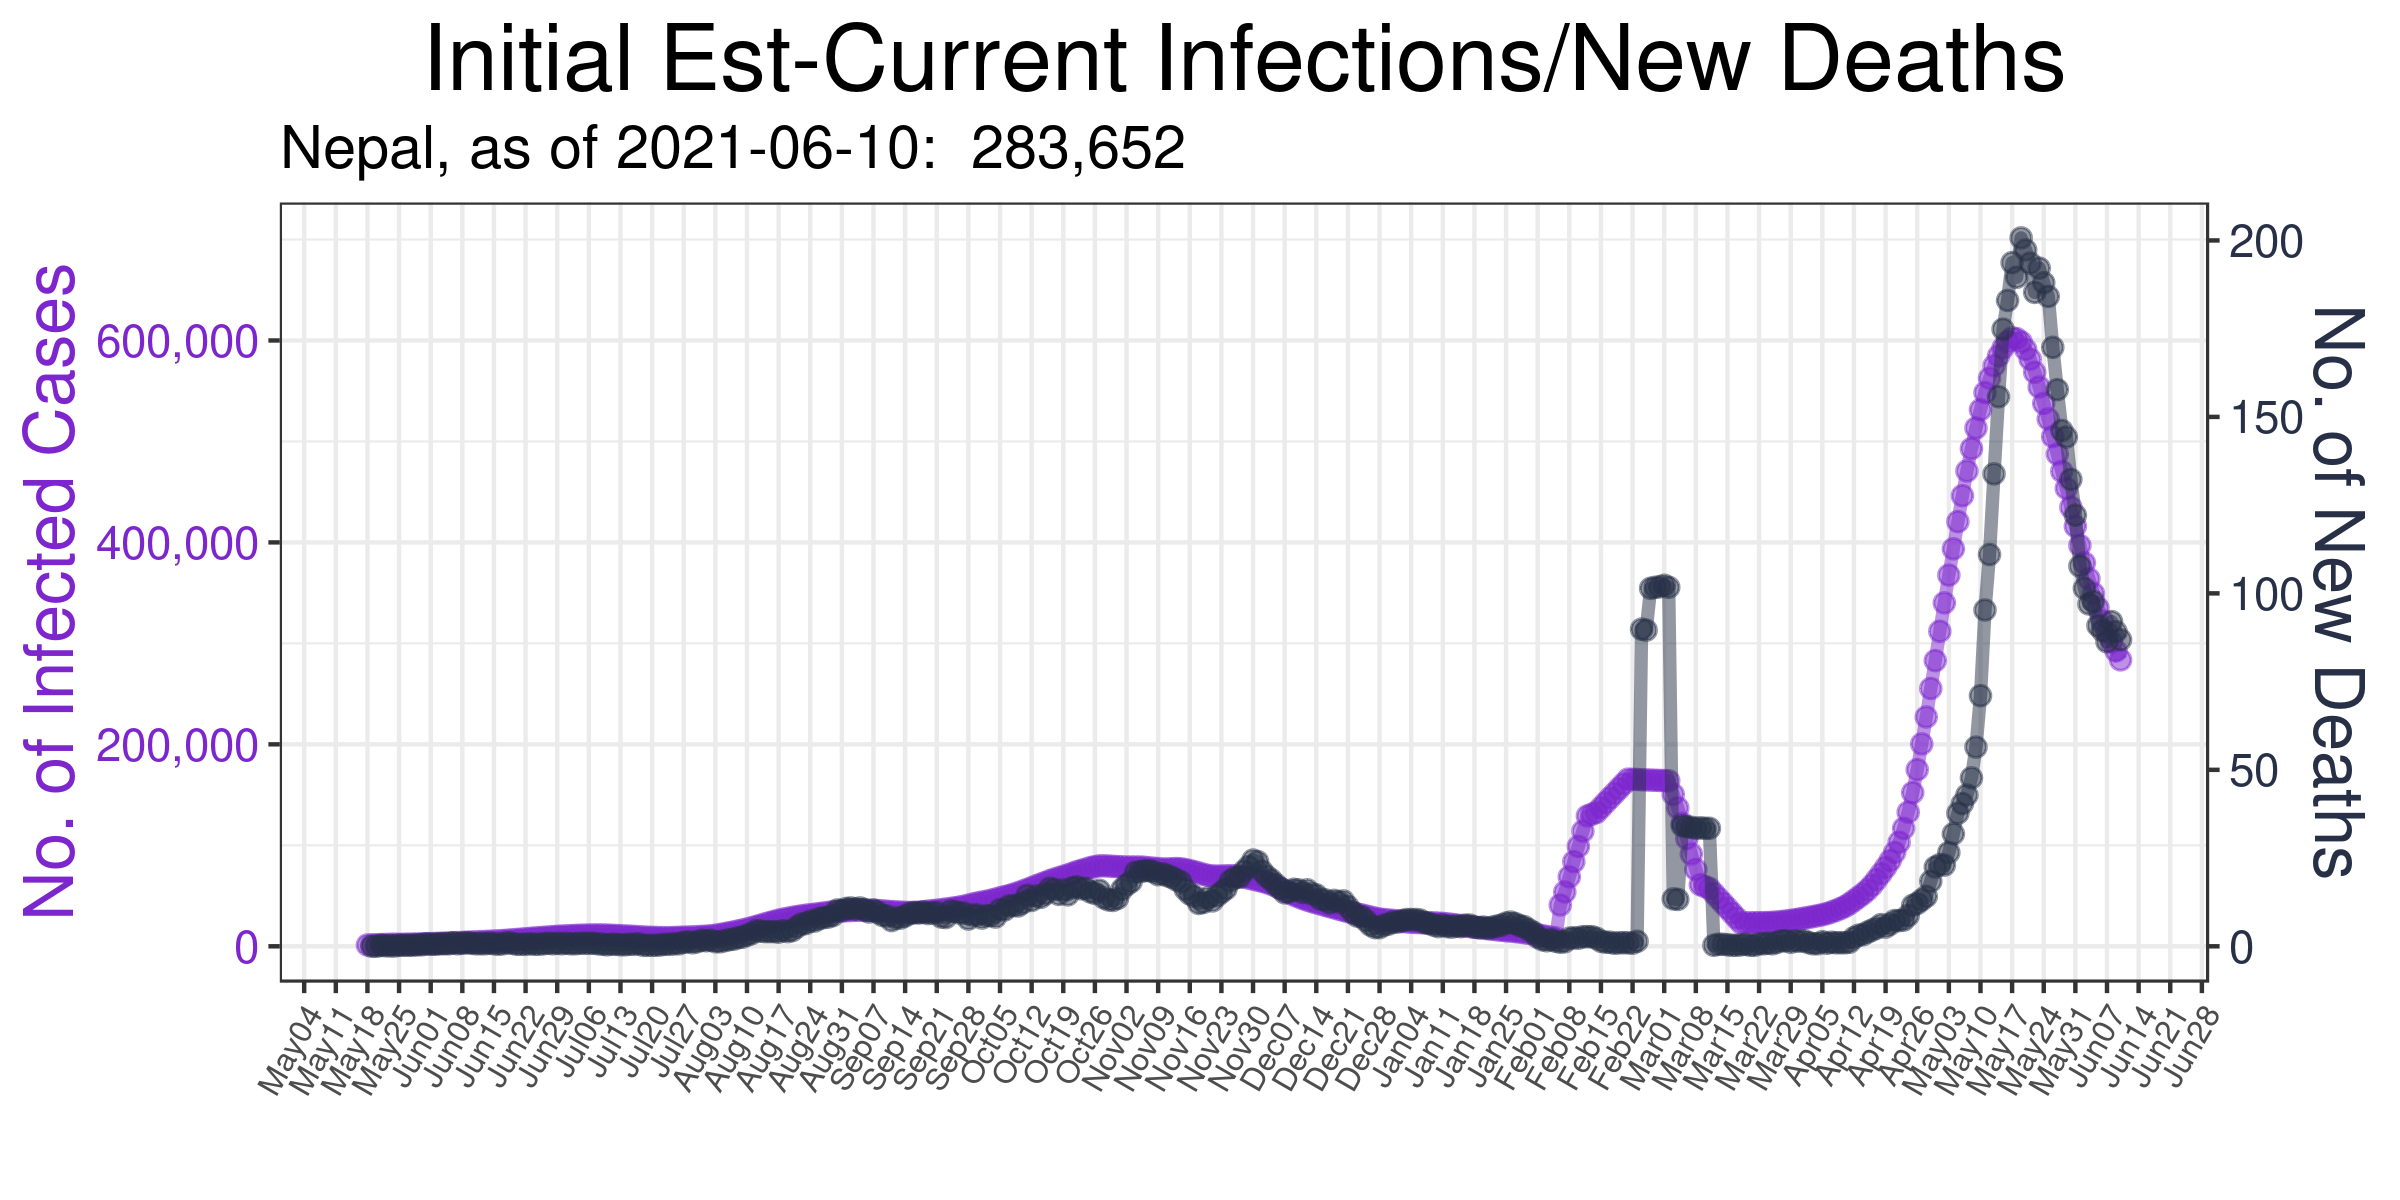 Initial Est-Current Infections/New Deaths
Nepal, as of 2021-06-10:  283,652
No. of Infected Cases
600,000
400,000
200,000
0
200
150
100
50
0
No. of New Deaths
May04
May11
May18
May25
Jun01
Jun08
Jun15
Jun22
Jun29
Jul06
Jul13
Jul20
Jul27
Aug03
Aug10
Aug17
Aug24
Aug31
Sep07
Sep14
Sep21
Sep28
Oct05
Oct12
Oct19
Oct26
Nov02
Nov09
Nov16
Nov23
Nov30
Dec07
Dec14
Dec21
Dec28
Jan04
Jan11
Jan18
Jan25
Feb01
Feb08
Feb15
Feb22
Mar01
Mar08
Mar15
Mar22
Mar29
Apr05
Apr12
Apr19
Apr26
May03
May10
May17
May24
May31
Jun07
Jun14
Jun21
Jun28